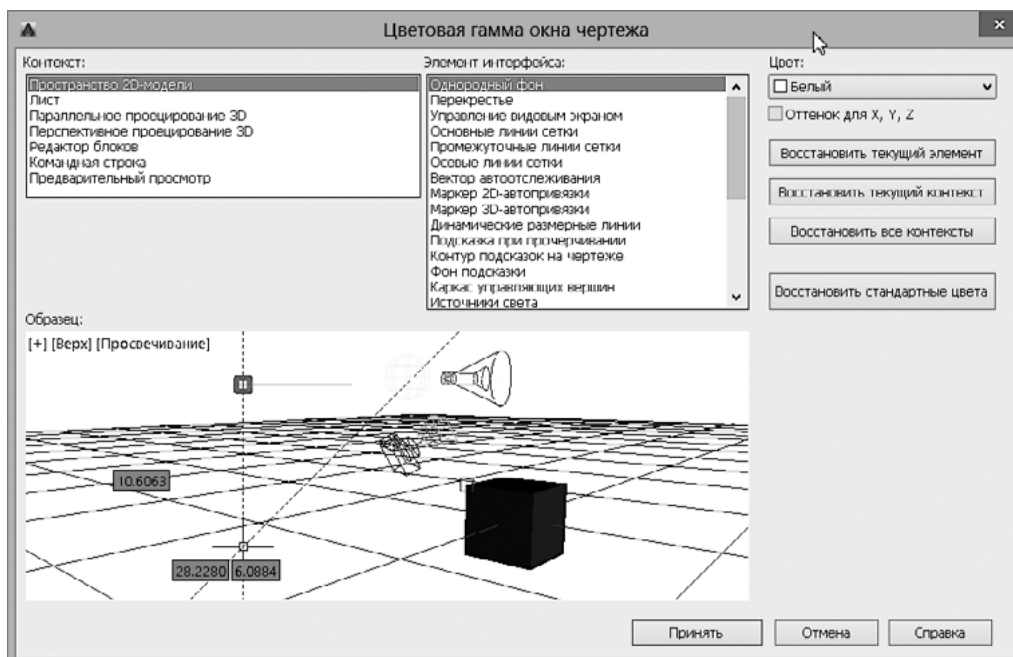 Цветовая гамма окна чертежа
Контекст:
Пространство 2D-модели
Лист
Параллельное проецирование 3D
Перспективное проецирование 3D
Редактор блоков
Командная строка
Предварительный просмотр
Элемент интерфейса:
Однородный фон
Перекрестье
Управление видовым экраном
Основные линии сетки
Промежуточные линии сетки
Осевые линии сетки
Вектор автоотслеживания
Маркер 2D-автопривязки
Маркер 3D-автопривязки
Динамические размерные линии
Подсказка при прочерчивании
Контур подсказок на чертеже
Фон подсказки
Каркас управляющих вершин
Источники света
Цвет:
Белый
Оттенок для X, Y, Z
Восстановить текущий элемент
Восстановить текущий контекст
Восстановить все контексты
Восстановить стандартные цвета
Образец:
[+] [Верх] [Просвечивание]
10.6063
28.2280 6.0884
Принять
Отмена
Справка